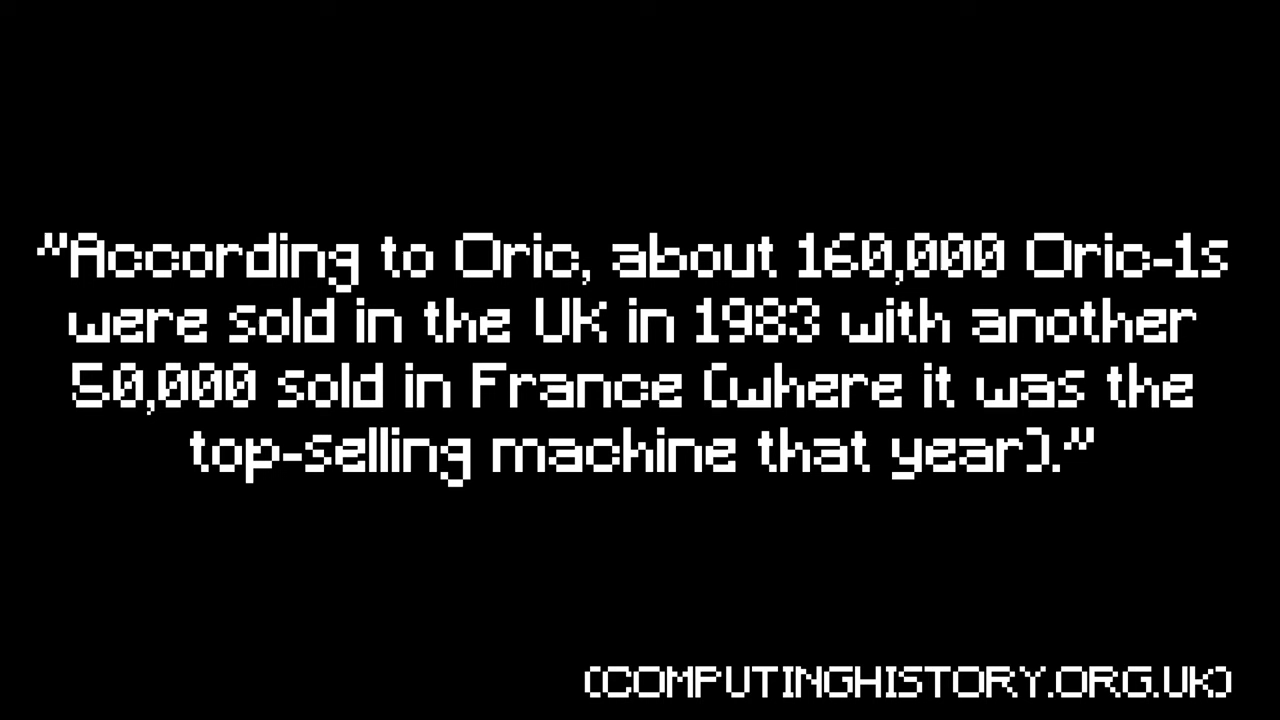 "According to Oric, about 160,000 Oric-1s
were sold in the UK in 1983 with another
50,000 sold in France (where it was the
top-selling machine that year)."
(COMPUTINGHISTORY.ORG.UK)